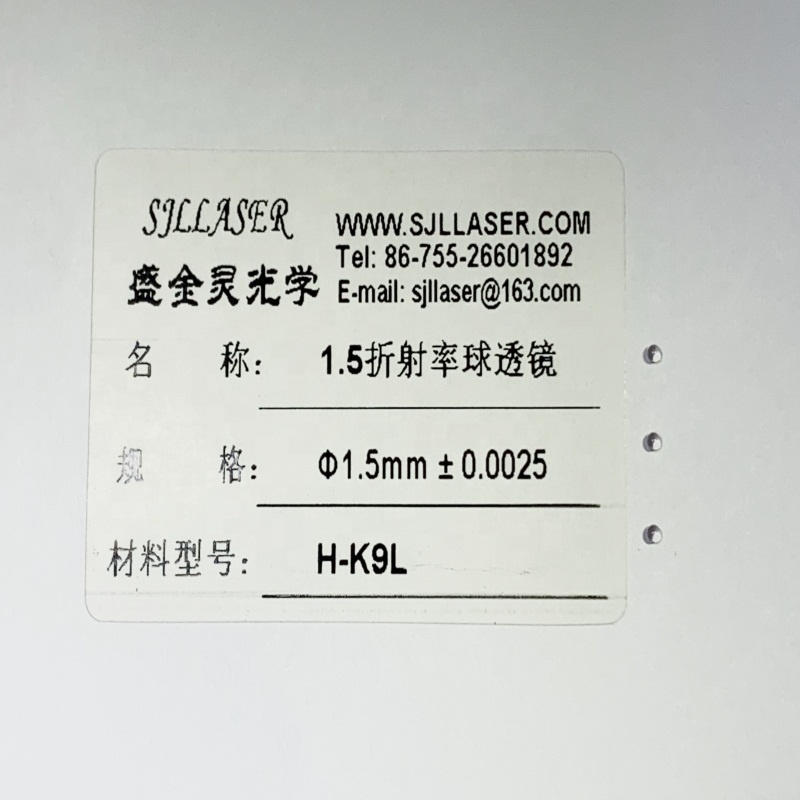 SJLLASER
盛金灵光学
WWW.SJLLASER.COM
Tel: 86-755-26601892
E-mail: sjllaser@163.com
名 称: 1.5折射率球透镜
规 格: Φ1.5mm ± 0.0025
材料型号: H-K9L